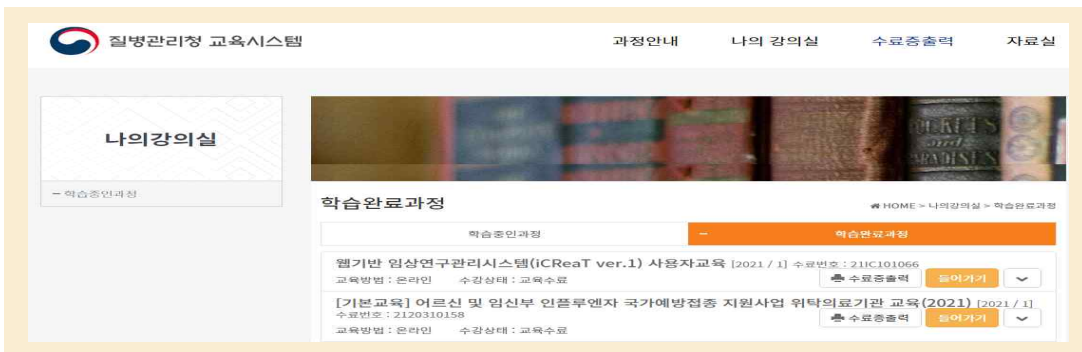 질병관리청 교육시스템
과정안내 나의 강의실 수료증출력 자료실
나의강의실
– 학습중인과정
학습완료과정
HOME > 나의강의실 > 학습완료과정
학습중인과정
– 학습완료과정
웹기반 임상연구관리시스템(iCReaT ver.1) 사용자교육 [2021 / 1] 수료번호 : 21IC101066
교육방법 : 온라인 수강상태 : 교육수료
수료증출력 들어가기
[기본교육] 어르신 및 임신부 인플루엔자 국가예방접종 지원사업 위탁의료기관 교육(2021) [2021 / 1]
수료번호 : 2120310158
교육방법 : 온라인 수강상태 : 교육수료
수료증출력 들어가기